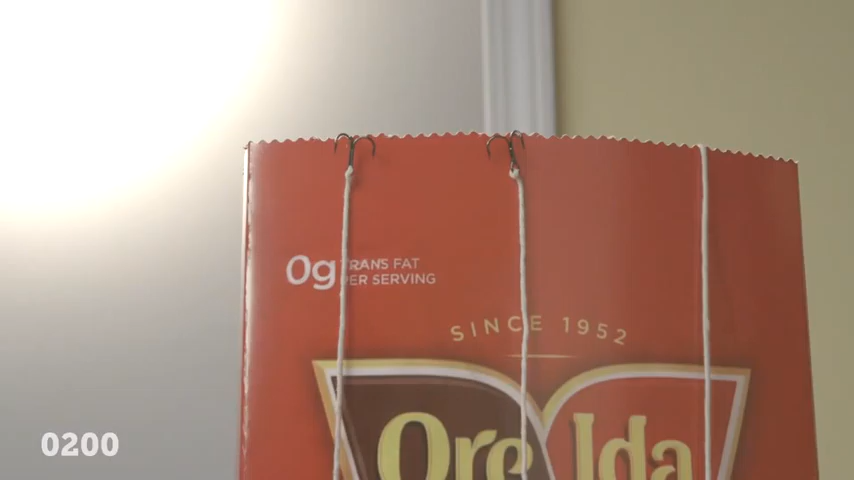 0g TRANS FAT
PER SERVING
SINCE 1952
Ore Ida
0200